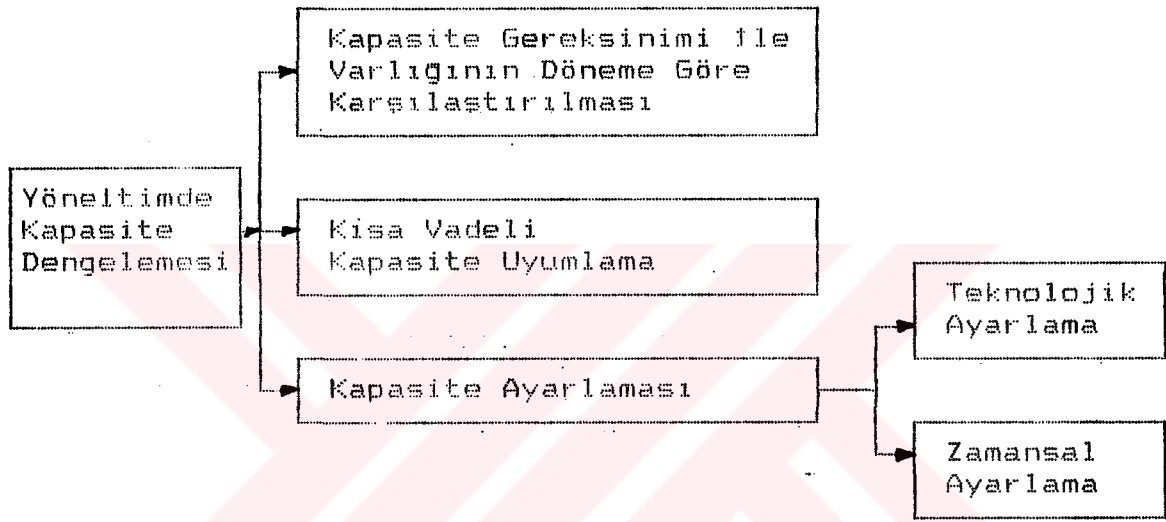 Kapasite Gereksinimi İle
Varlığının Döneme Göre
Karşılaştırılması
Yöneltimde
Kapasite
Dengelemesi
Kısa Vadeli
Kapasite Uyumlama
Kapasite Ayarlaması
Teknolojik
Ayarlama
Zamansal
Ayarlama